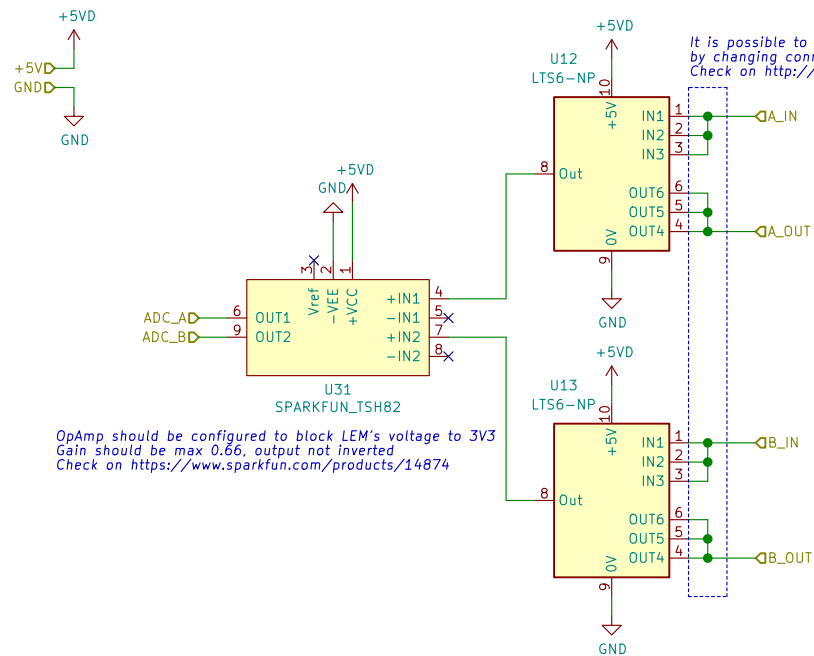 +5VD
+5V
GND
GND
+5VD
U12
LTS6-NP
10
+5V
It is possible to
by changing
Check on http://
IN1 1
IN2 2
IN3 3
A_IN
8 Out
OUT6 6
OUT5 5
OUT4 4
A_OUT
0V
9
GND
+5VD
GND
3 2 1
Vref -VEE +VCC
+IN1 4
-IN1 5
+IN2 7
-IN2 8
ADC_A 6 OUT1
ADC_B 9 OUT2
U31
SPARKFUN_TSH82
OpAmp should be configured to block LEM's voltage to 3V3
Gain should be max 0.66, output not inverted
Check on https://www.sparkfun.com/products/14874
+5VD
U13
LTS6-NP
10
+5V
IN1 1
IN2 2
IN3 3
B_IN
8 Out
OUT6 6
OUT5 5
OUT4 4
B_OUT
0V
9
GND